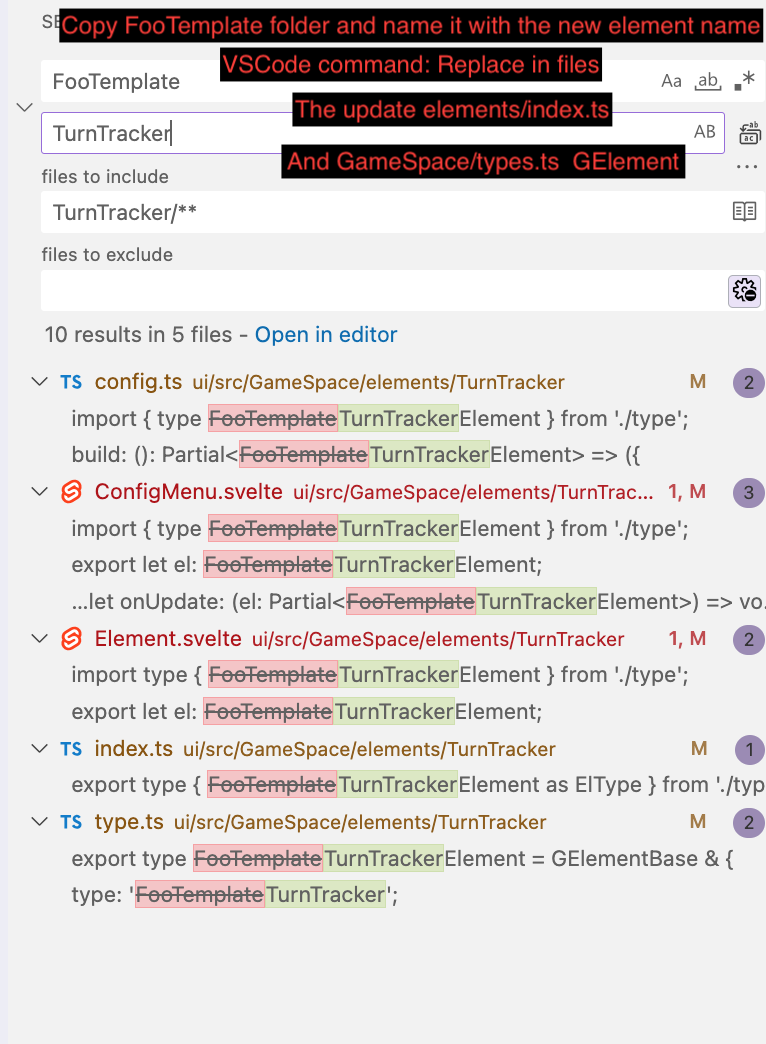 SE
Copy FooTemplate folder and name it with the new element name
VSCode command: Replace in files
FooTemplate
Aa ab
The update elements/index.ts
TurnTracker
AB
And GameSpace/types.ts GElement
files to include
TurnTracker/**
files to exclude
10 results in 5 files - Open in editor
TS config.ts ui/src/GameSpace/elements/TurnTracker M 2
import { type FooTemplateTurnTrackerElement } from './type';
build: (): Partial<FooTemplateTurnTrackerElement> => ({
ConfigMenu.svelte ui/src/GameSpace/elements/TurnTrac... 1, M 3
import { type FooTemplateTurnTrackerElement } from './type';
export let el: FooTemplateTurnTrackerElement;
...let onUpdate: (el: Partial<FooTemplateTurnTrackerElement>) => vo.
Element.svelte ui/src/GameSpace/elements/TurnTracker 1, M 2
import type { FooTemplateTurnTrackerElement } from './type';
export let el: FooTemplateTurnTrackerElement;
TS index.ts ui/src/GameSpace/elements/TurnTracker M 1
export type { FooTemplateTurnTrackerElement as ElType } from './typ
TS type.ts ui/src/GameSpace/elements/TurnTracker M 2
export type FooTemplateTurnTrackerElement = GElementBase & {
type: 'FooTemplateTurnTracker';